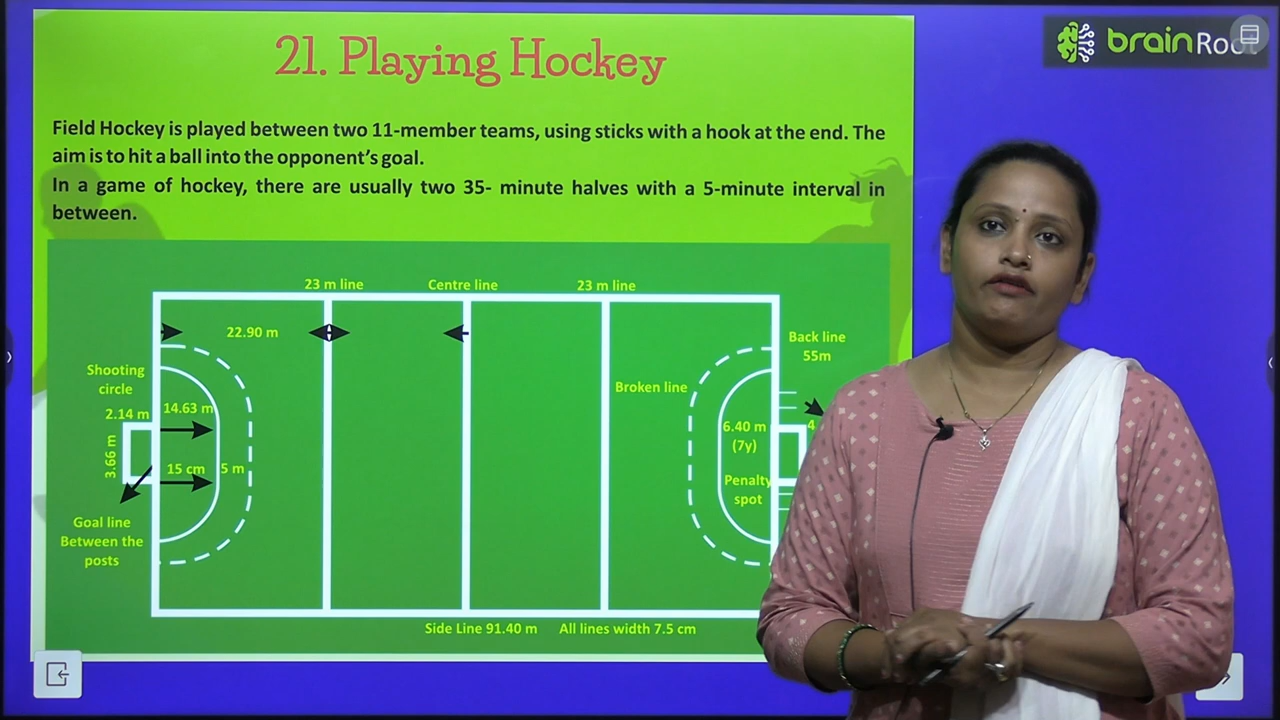 21. Playing Hockey
brainRoot
Field Hockey is played between two 11-member teams, using sticks with a hook at the end. The
aim is to hit a ball into the opponent's goal.
In a game of hockey, there are usually two 35- minute halves with a 5-minute interval in
between.
23 m line
Centre line
23 m line
22.90 m
Back line
55m
Shooting
circle
Broken line
2.14 m
14.63 m
6.40 m
(7y)
4
3.66 m
15 cm
5 m
Penalty
spot
Goal line
Between the
posts
Side Line 91.40 m
All lines width 7.5 cm